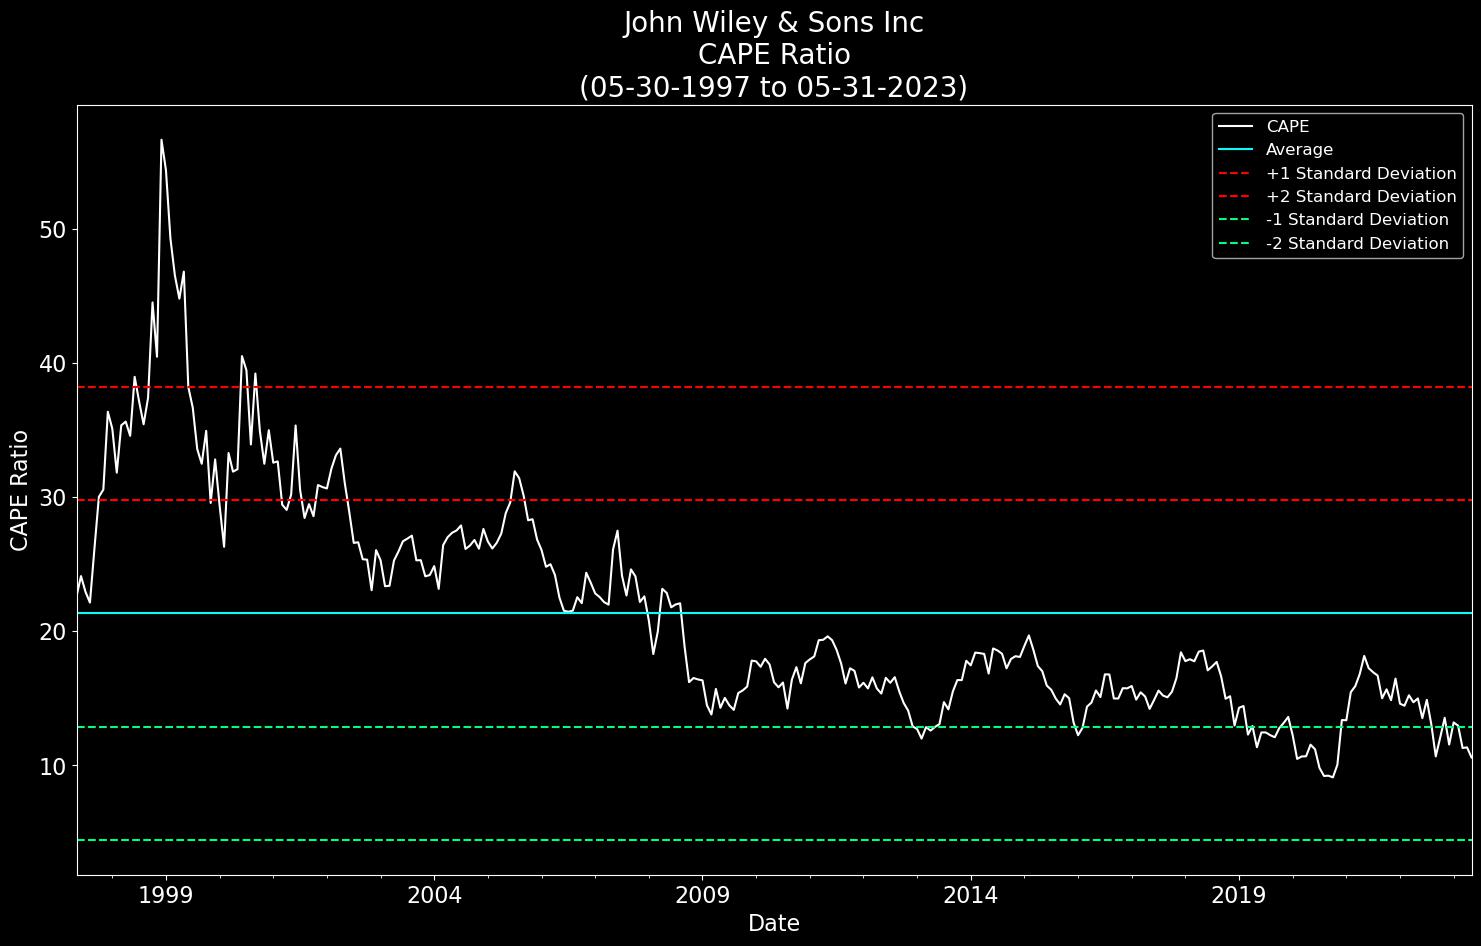 John Wiley & Sons Inc
CAPE Ratio
(05-30-1997 to 05-31-2023)
CAPE
Average
+1 Standard Deviation
+2 Standard Deviation
-1 Standard Deviation
-2 Standard Deviation
CAPE Ratio
50
40
30
20
10
1999
2004
2009
2014
2019
Date